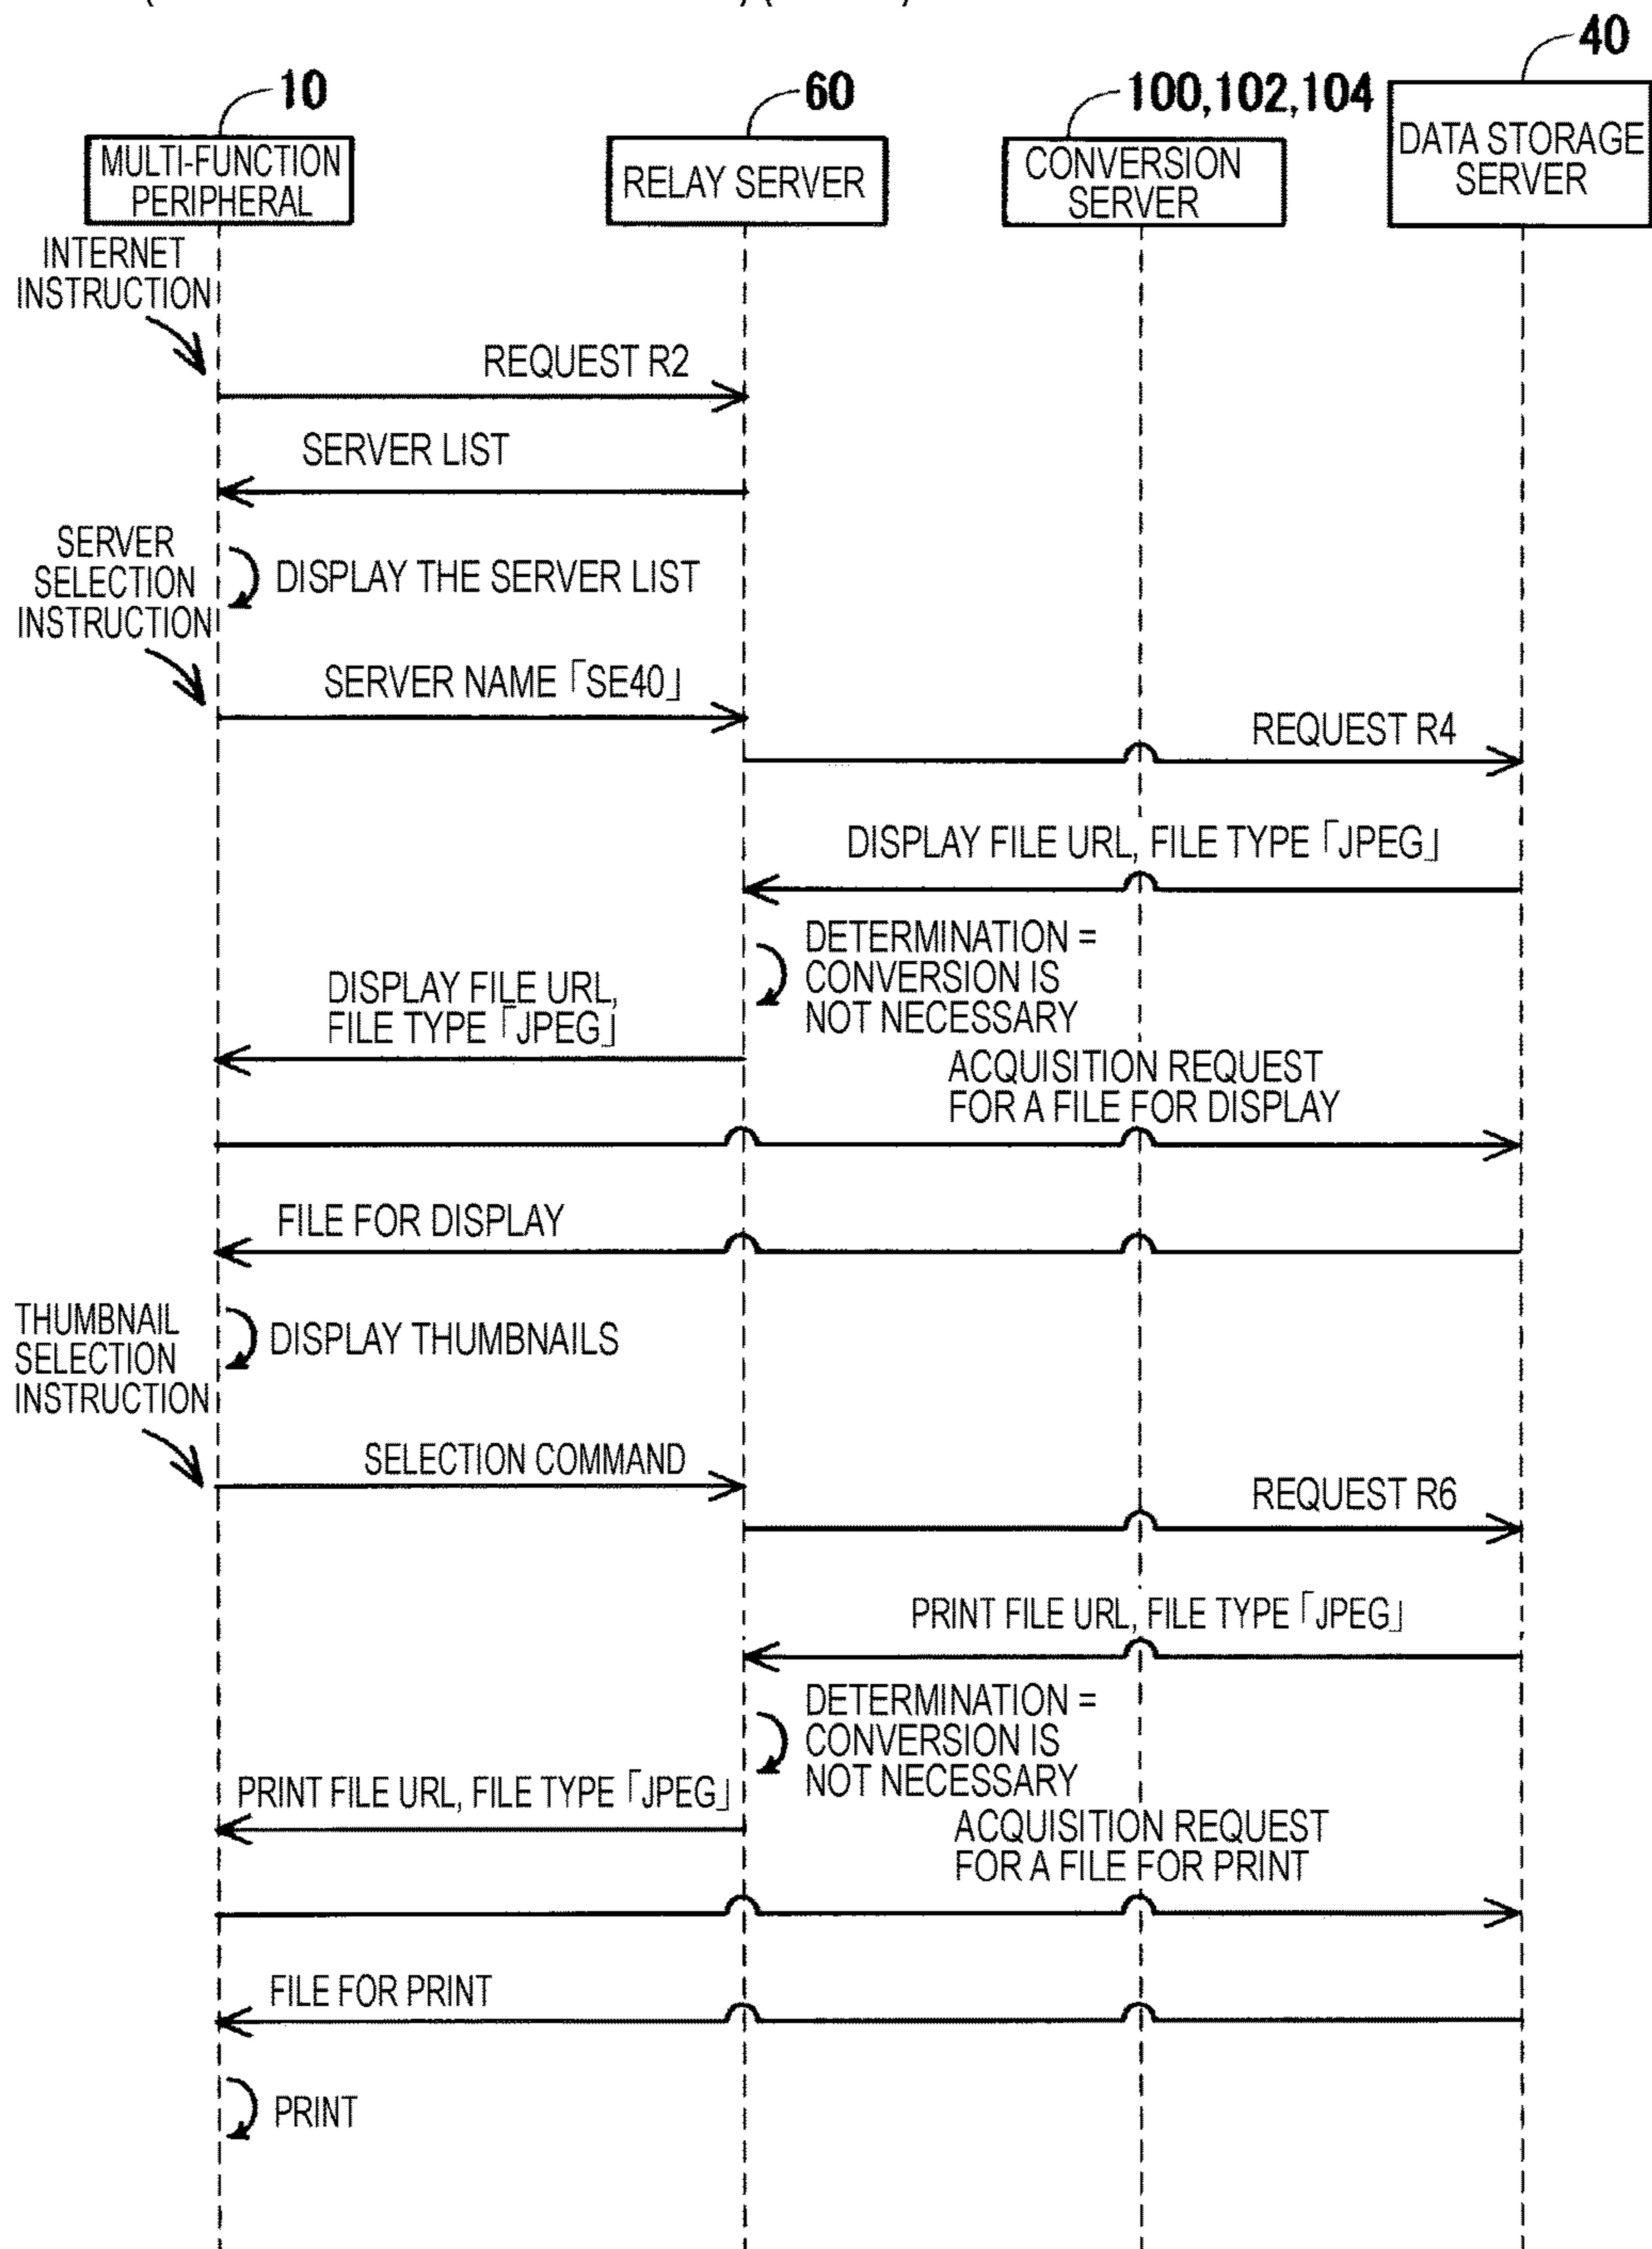 40
10
60
100,102,104
MULTI-FUNCTION
PERIPHERAL
RELAY SERVER
CONVERSION
SERVER
DATA STORAGE
SERVER
INTERNET
INSTRUCTION
REQUEST R2
SERVER LIST
SERVER
SELECTION
INSTRUCTION
DISPLAY THE SERVER LIST
SERVER NAME「SE40」
REQUEST R4
DISPLAY FILE URL, FILE TYPE「JPEG」
DETERMINATION =
CONVERSION IS
NOT NECESSARY
DISPLAY FILE URL,
FILE TYPE「JPEG」
ACQUISITION REQUEST
FOR A FILE FOR DISPLAY
FILE FOR DISPLAY
THUMBNAIL
SELECTION
INSTRUCTION
DISPLAY THUMBNAILS
SELECTION COMMAND
REQUEST R6
PRINT FILE URL, FILE TYPE「JPEG」
DETERMINATION =
CONVERSION IS
NOT NECESSARY
PRINT FILE URL, FILE TYPE「JPEG」
ACQUISITION REQUEST
FOR A FILE FOR PRINT
FILE FOR PRINT
PRINT